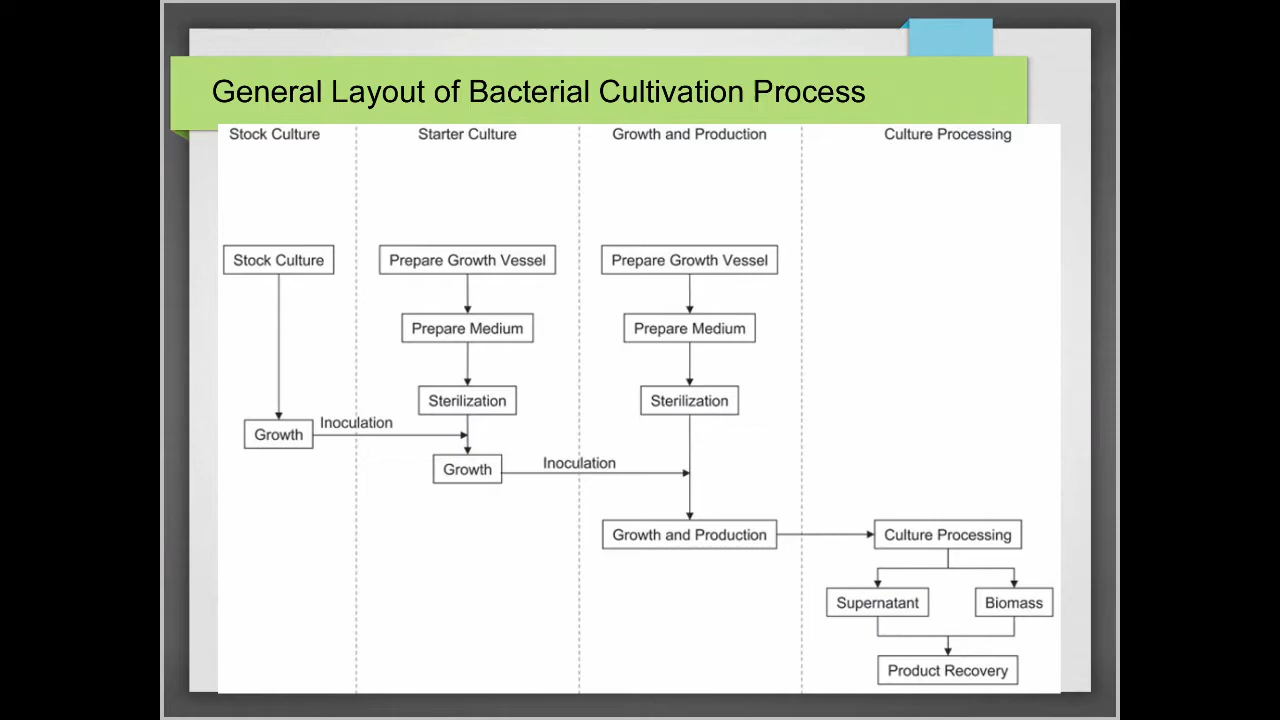 General Layout of Bacterial Cultivation Process
Stock Culture
Starter Culture
Growth and Production
Culture Processing
Stock Culture
Prepare Growth Vessel
Prepare Growth Vessel
Prepare Medium
Prepare Medium
Sterilization
Sterilization
Growth
Inoculation
Growth
Inoculation
Growth and Production
Culture Processing
Supernatant
Biomass
Product Recovery